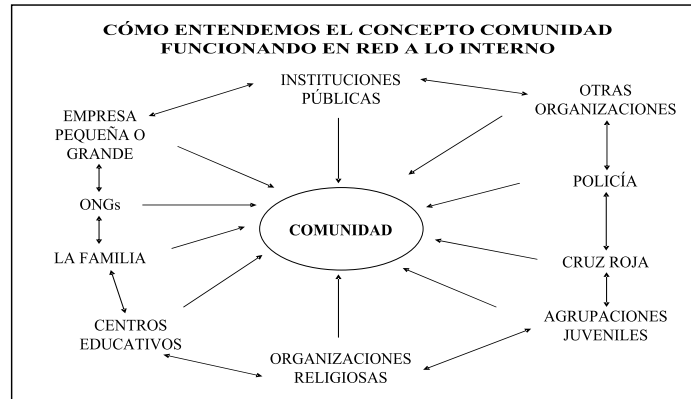 CÓMO ENTENDEMOS EL CONCEPTO COMUNIDAD
FUNCIONANDO EN RED A LO INTERNO
INSTITUCIONES
PÚBLICAS
OTRAS
ORGANIZACIONES
EMPRESA
PEQUEÑA O
GRANDE
POLICÍA
ONGs
COMUNIDAD
LA FAMILIA
CRUZ ROJA
CENTROS
EDUCATIVOS
AGRUPACIONES
JUVENILES
ORGANIZACIONES
RELIGIOSAS